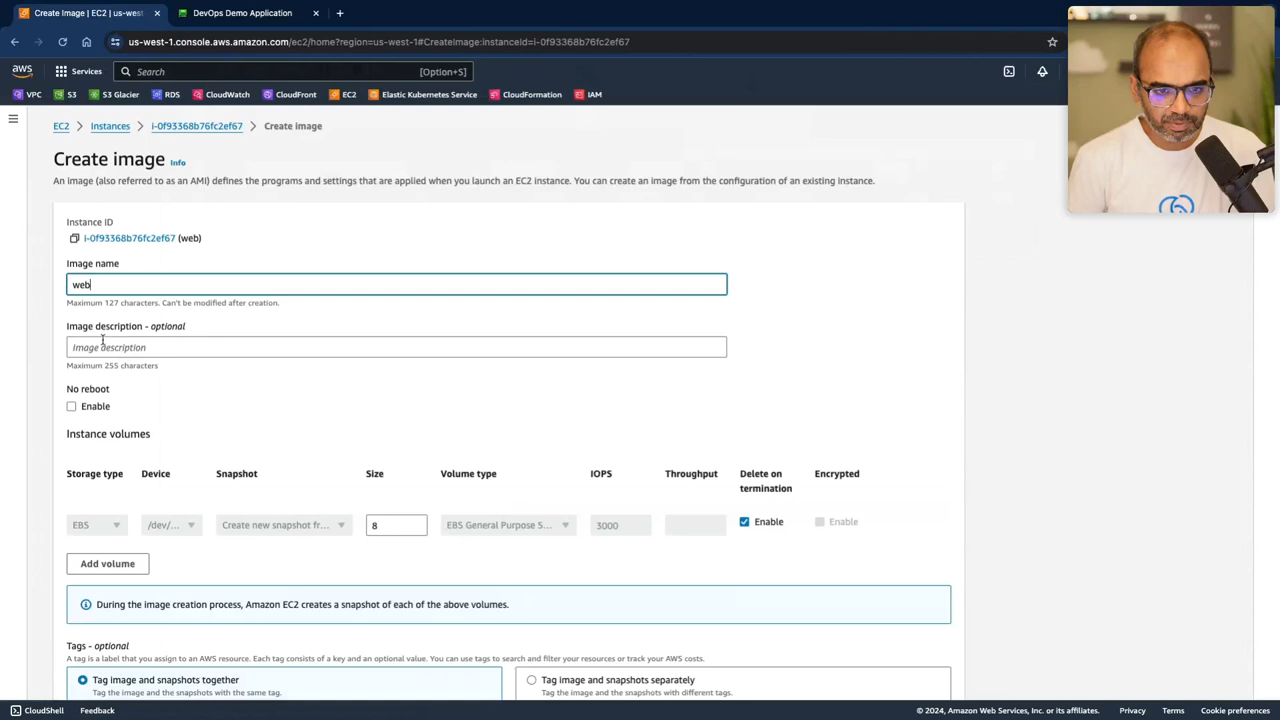 Create Image | EC2 | us-west-1
DevOps Demo Application
us-west-1.console.aws.amazon.com/ec2/home?region=us-west-1#CreateImage:instanceId=i-0f93368b76fc2ef67
aws
Services
Search
[Option+S]
VPC
S3
S3 Glacier
RDS
CloudWatch
CloudFront
EC2
Elastic Kubernetes Service
CloudFormation
IAM
EC2 > Instances > i-0f93368b76fc2ef67 > Create image
Create image Info
An image (also referred to as an AMI) defines the programs and settings that are applied when you launch an EC2 instance. You can create an image from the configuration of an existing instance.
Instance ID
i-0f93368b76fc2ef67 (web)
Image name
web
Maximum 127 characters. Can't be modified after creation.
Image description - optional
Image description
Maximum 255 characters
No reboot
Enable
Instance volumes
Storage type Device Snapshot Size Volume type IOPS Throughput Delete on termination Encrypted
EBS /dev/... Create new snapshot fr... 8 EBS General Purpose S... 3000 Enable Enable
Add volume
During the image creation process, Amazon EC2 creates a snapshot of each of the above volumes.
Tags - optional
A tag is a label that you assign to an AWS resource. Each tag consists of a key and an optional value. You can use tags to search and filter your resources or track your AWS costs.
Tag image and snapshots together
Tag the image and the snapshots with the same tag.
Tag image and snapshots separately
Tag the image and the snapshots with different tags.
CloudShell
Feedback
© 2024, Amazon Web Services, Inc. or its affiliates.
Privacy
Terms
Cookie preferences